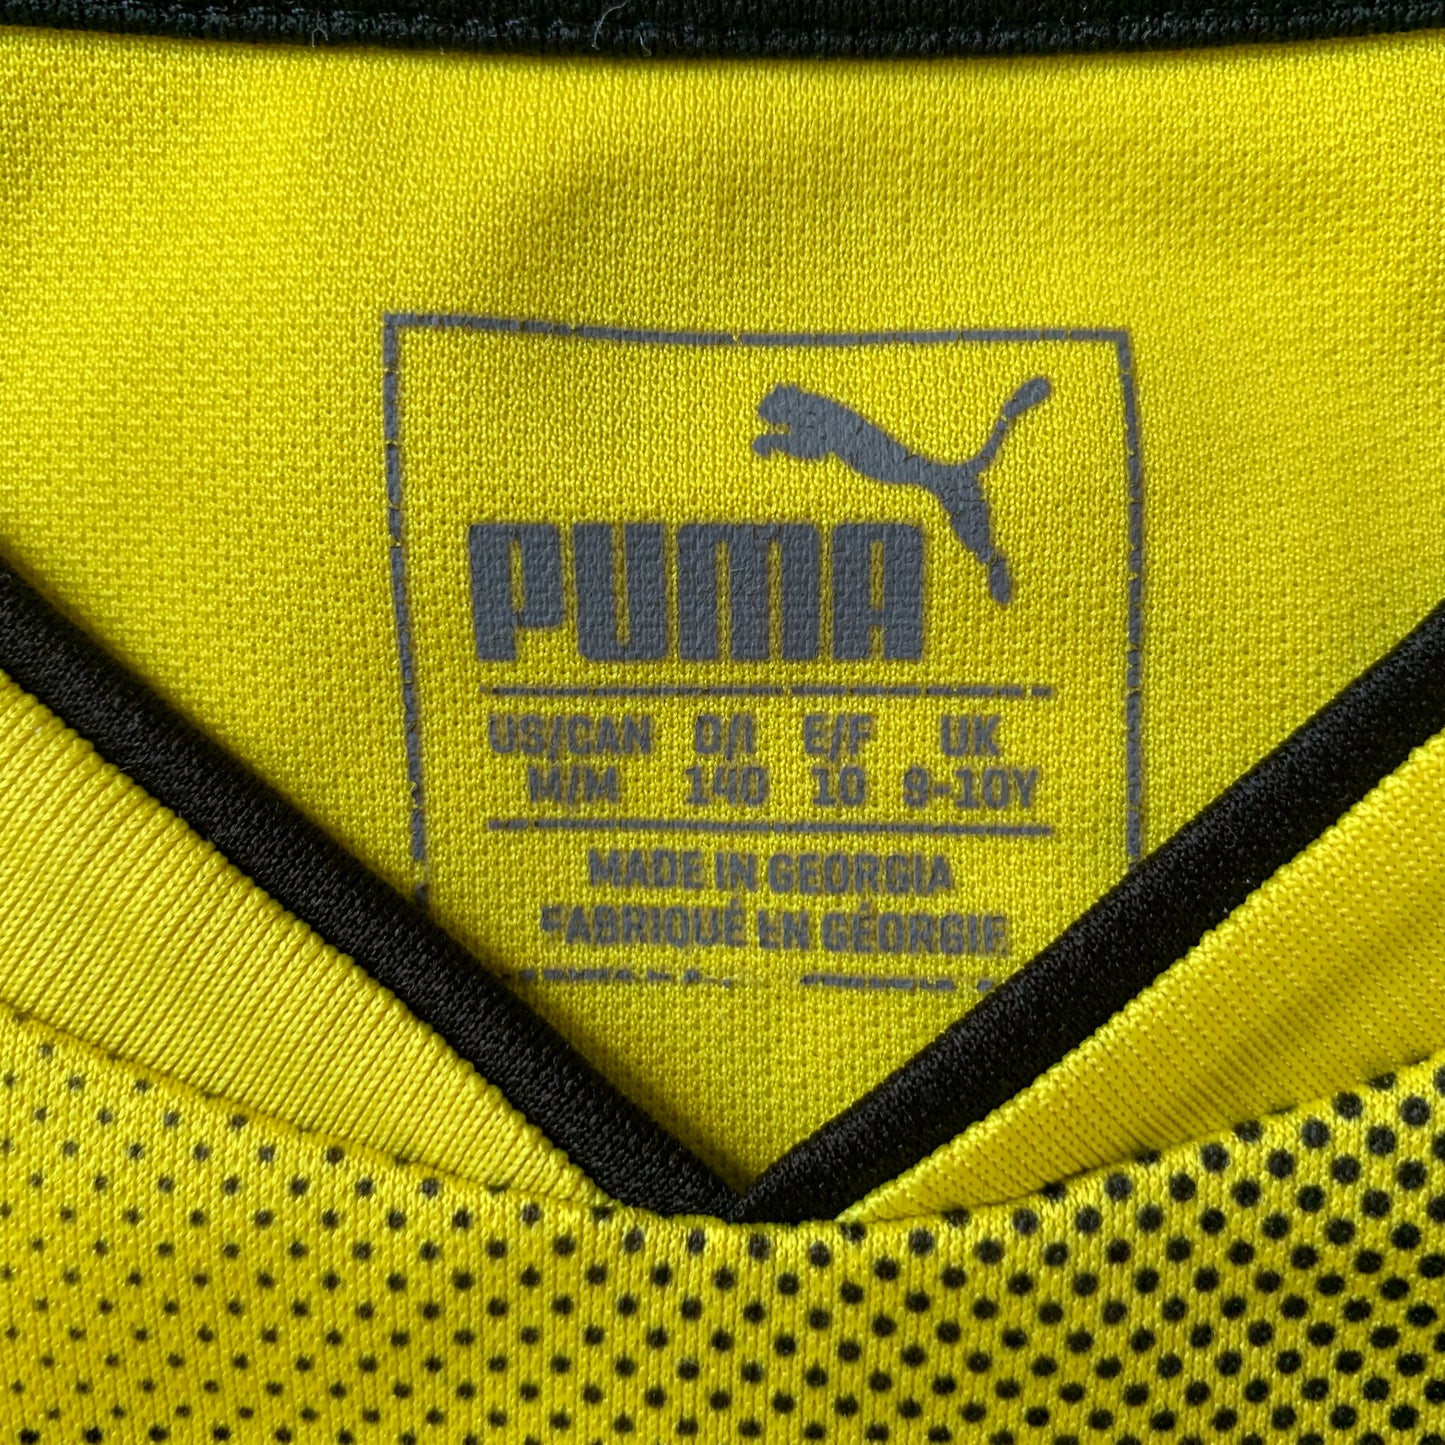 PUMA
US/CAN D/I E/F UK
M/M 140 10 9-10Y
MADE IN GEORGIA
FABRIQUÉ EN GÉORGIE